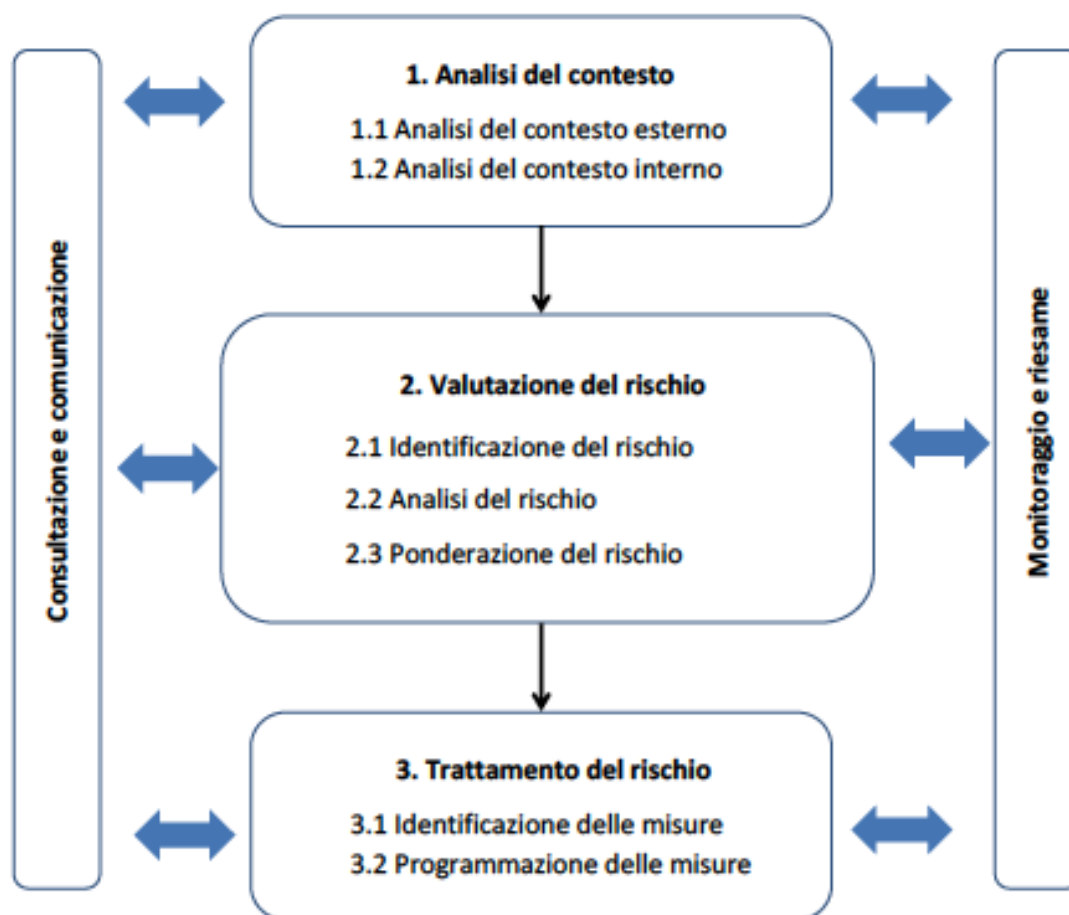 Consultazione e comunicazione
1. Analisi del contesto
1.1 Analisi del contesto esterno
1.2 Analisi del contesto interno
2. Valutazione del rischio
2.1 Identificazione del rischio
2.2 Analisi del rischio
2.3 Ponderazione del rischio
3. Trattamento del rischio
3.1 Identificazione delle misure
3.2 Programmazione delle misure
Monitoraggio e riesame